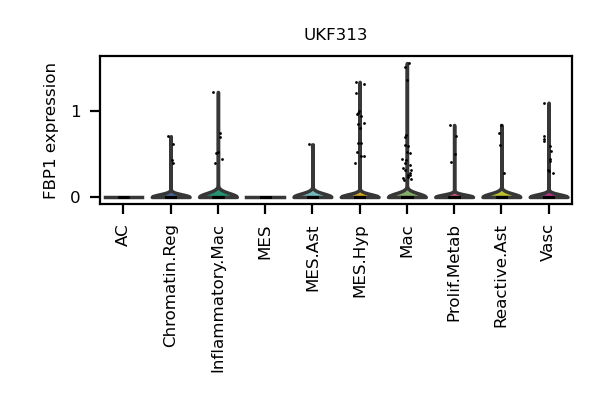 UKF313
FBP1 expression
1
0
AC
Chromatin.Reg
Inflammatory.Mac
MES
MES.Ast
MES.Hyp
Mac
Prolif.Metab
Reactive.Ast
Vasc